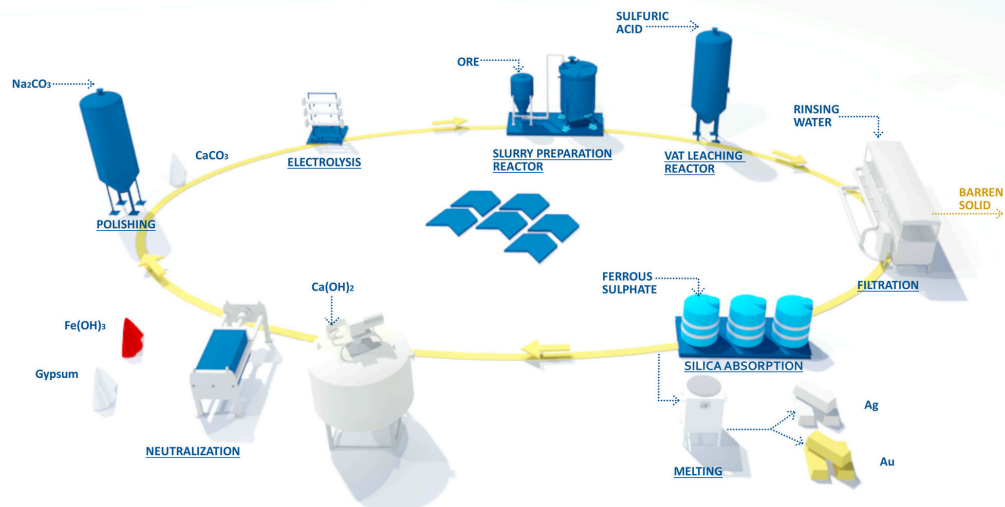 SULFURIC
ACID
ORE
Na₂CO₃
RINSING
WATER
CaCO₃
ELECTROLYSIS
SLURRY PREPARATION
REACTOR
VAT LEACHING
REACTOR
BARREN
SOLID
POLISHING
FERROUS
SULPHATE
FILTRATION
Ca(OH)₂
Fe(OH)₃
SILICA ABSORPTION
Gypsum
Ag
NEUTRALIZATION
MELTING
Au